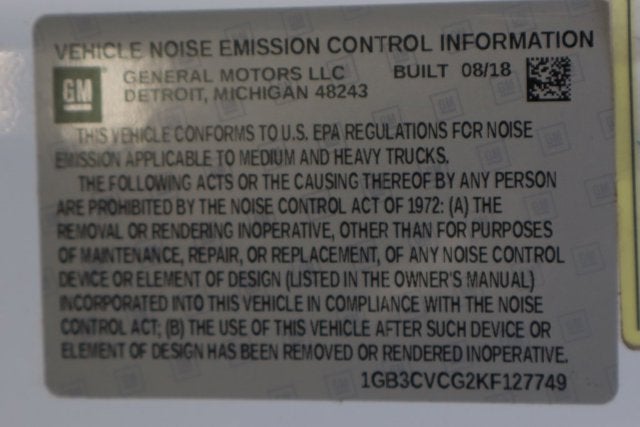 VEHICLE NOISE EMISSION CONTROL INFORMATION
GM GENERAL MOTORS LLC BUILT 08/18
DETROIT, MICHIGAN 48243
THIS VEHICLE CONFORMS TO U.S. EPA REGULATIONS FOR NOISE
EMISSION APPLICABLE TO MEDIUM AND HEAVY TRUCKS.
THE FOLLOWING ACTS OR THE CAUSING THEREOF BY ANY PERSON
ARE PROHIBITED BY THE NOISE CONTROL ACT OF 1972: (A) THE
REMOVAL OR RENDERING INOPERATIVE, OTHER THAN FOR PURPOSES
OF MAINTENANCE, REPAIR, OR REPLACEMENT, OF ANY NOISE CONTROL
DEVICE OR ELEMENT OF DESIGN (LISTED IN THE OWNER'S MANUAL)
INCORPORATED INTO THIS VEHICLE IN COMPLIANCE WITH THE NOISE
CONTROL ACT; (B) THE USE OF THIS VEHICLE AFTER SUCH DEVICE OR
ELEMENT OF DESIGN HAS BEEN REMOVED OR RENDERED INOPERATIVE.
1GB3CVCG2KF127749